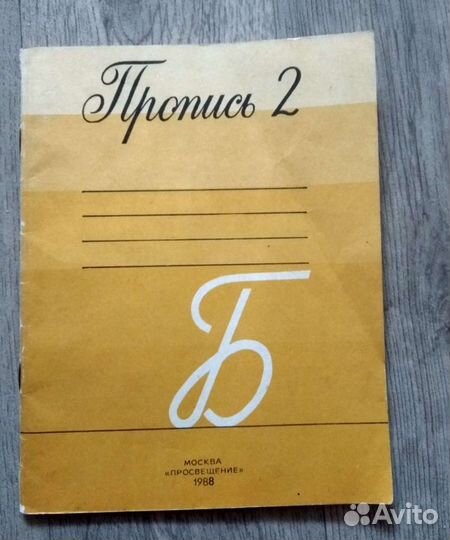 Пропись 2
Б
МОСКВА
«ПРОСВЕЩЕНИЕ»
1988
Avito